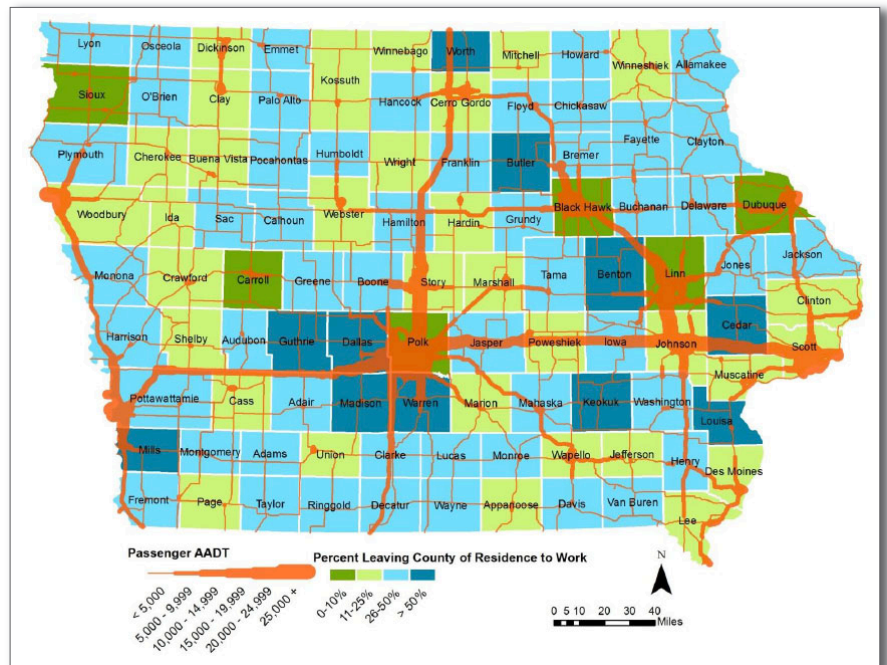 Lyon Osceola Dickinson Emmet Winnebago Worth Mitchell Howard Winneshiek Allamakee
Kossuth
Sioux O'Brien Clay Palo Alto Hancock Cerro Gordo Floyd Chickasaw
Fayette Clayton
Plymouth Cherokee Buena Vista Pocahontas Humboldt Wright Franklin Butler Bremer
Woodbury Ida Sac Calhoun Webster Hamilton Hardin Grundy Black Hawk Buchanan Delaware Dubuque
Monona Crawford Carroll Greene Boone Story Marshall Tama Benton Linn Jones Jackson
Clinton
Harrison Shelby Audubon Guthrie Dallas Polk Jasper Poweshiek Iowa Johnson Cedar Scott
Muscatine
Pottawattamie Cass Adair Madison Warren Marion Mahaska Keokuk Washington
Louisa
Mills Montgomery Adams Union Clarke Lucas Monroe Wapello Jefferson Henry Des Moines
Fremont Page Taylor Ringgold Decatur Wayne Appanoose Davis Van Buren Lee
Passenger AADT
< 5,000
5,000 - 9,999
10,000 - 14,999
15,000 - 19,999
20,000 - 24,999
25,000 +
Percent Leaving County of Residence to Work
0-10%
11-25%
26-50%
> 50%
N
0 5 10 20 30 40
Miles